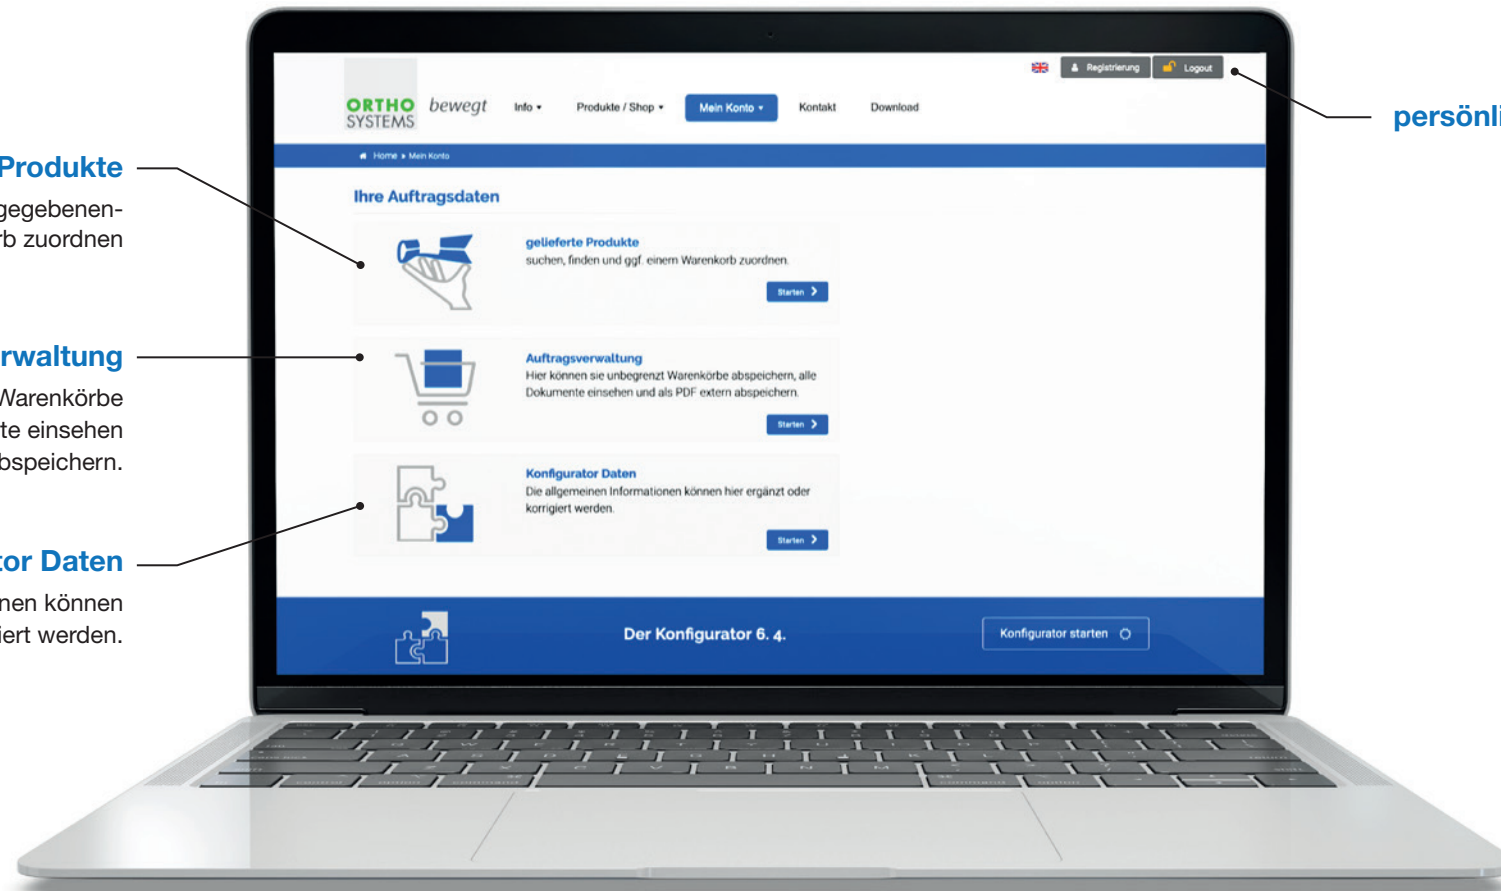 Registrierung
Logout
ORTHO
SYSTEMS
bewegt
Info
Produkte / Shop
Mein Konto
Kontakt
Download
persönli
Home
Mein Konto
Produkte
gegebenen-
rb zuordnen
Ihre Auftragsdaten
gelieferte Produkte
suchen, finden und ggf. einem Warenkorb zuordnen.
Starten
rwaltung
Warenkörbe
te einsehen
bspeichern.
Auftragsverwaltung
Hier können sie unbegrenzt Warenkörbe abspeichern, alle
Dokumente einsehen und als PDF extern abspeichern.
Starten
tor Daten
nen können
iert werden.
Konfigurator Daten
Die allgemeinen Informationen können hier ergänzt oder
korrigiert werden.
Starten
Der Konfigurator 6. 4.
Konfigurator starten